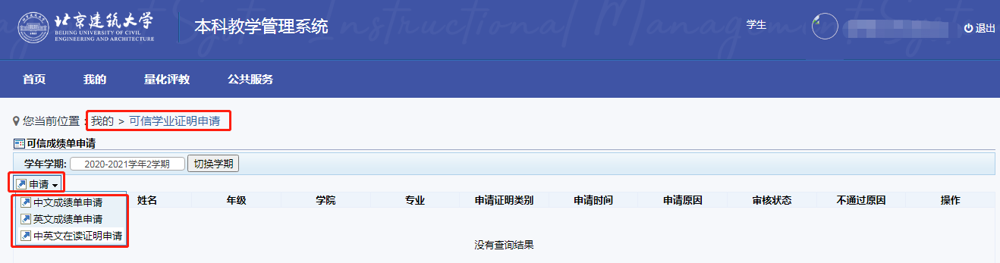 北京建筑大学
BEIJING UNIVERSITY OF CIVIL
ENGINEERING AND ARCHITECTURE
本科教学管理系统
学生
退出
首页 我的 量化评教 公共服务
您当前位置：我的 > 可信学业证明申请
可信成绩单申请
学年学期: 2020-2021学年2学期 切换学期
申请
中文成绩单申请
英文成绩单申请
中英文在读证明申请
姓名 年级 学院 专业 申请证明类别 申请时间 申请原因 审核状态 不通过原因 操作
没有查询结果